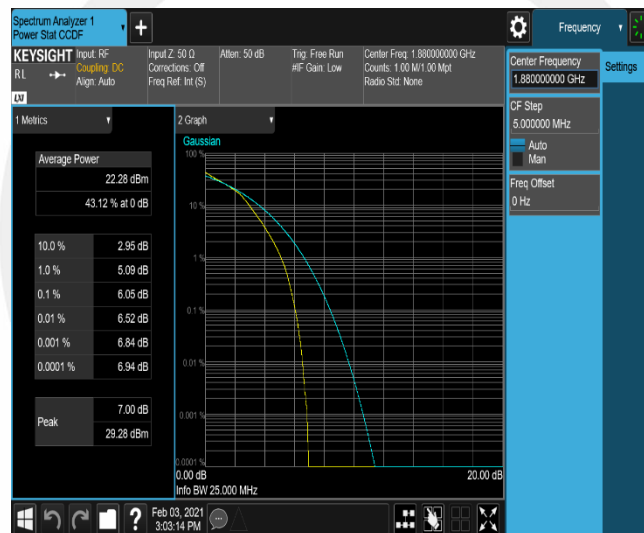 Spectrum Analyzer 1
Power Stat CCDF
Frequency
KEYSIGHT
RL
LXI
Input: RF
Coupling: DC
Align: Auto
Input Z: 50 Ω
Corrections: Off
Freq Ref: Int (S)
Atten: 50 dB
Trig: Free Run
#IF Gain: Low
Center Freq: 1.880000000 GHz
Counts: 1.00 M/1.00 Mpt
Radio Std: None
Center Frequency
1.880000000 GHz
Settings
CF Step
5.000000 MHz
Auto
Man
Freq Offset
0 Hz
1 Metrics
Average Power
22.28 dBm
43.12 % at 0 dB
10.0 % 2.95 dB
1.0 % 5.09 dB
0.1 % 6.05 dB
0.01 % 6.52 dB
0.001 % 6.84 dB
0.0001 % 6.94 dB
Peak
7.00 dB
29.28 dBm
2 Graph
Gaussian
100 %
10 %
1 %
0.1 %
0.01 %
0.001 %
0.0001 %
0.00 dB 20.00 dB
Info BW 25.000 MHz
Feb 03, 2021
3:03:14 PM